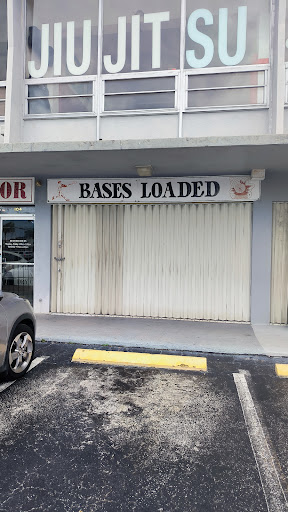 JIU JIT SU
BASES LOADED
OR